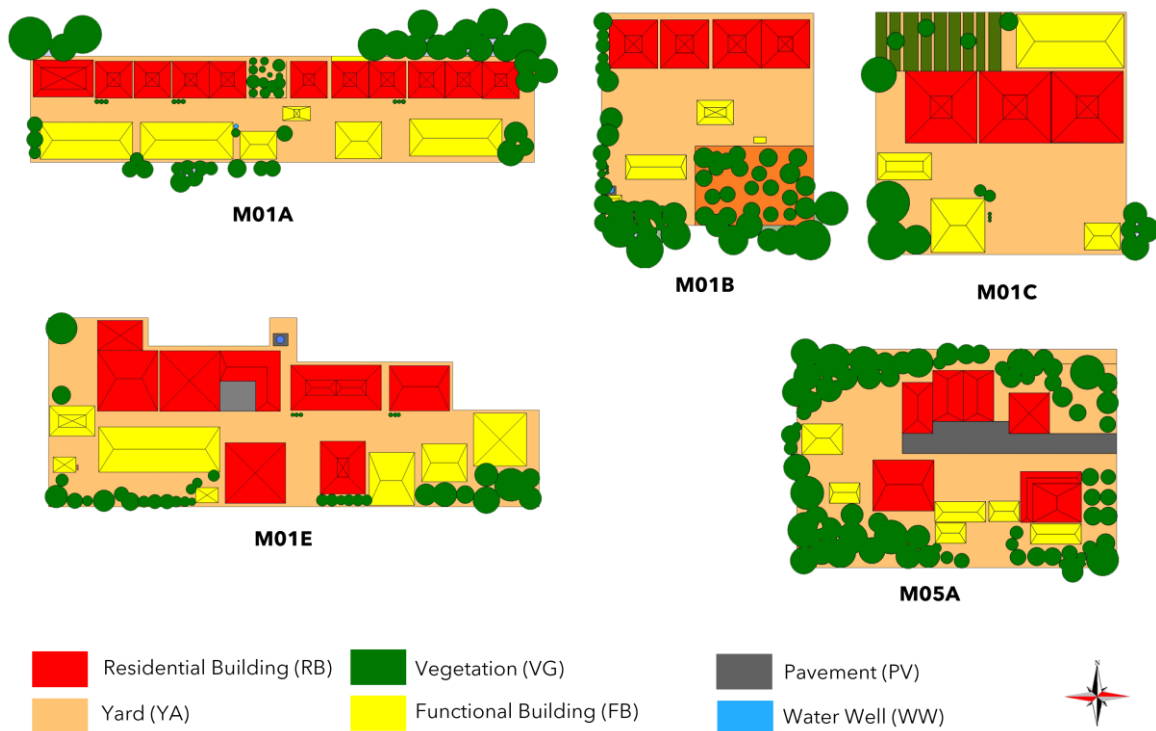 M01A
M01B
M01C
M01E
M05A
Residential Building (RB)
Vegetation (VG)
Pavement (PV)
Yard (YA)
Functional Building (FB)
Water Well (WW)
N